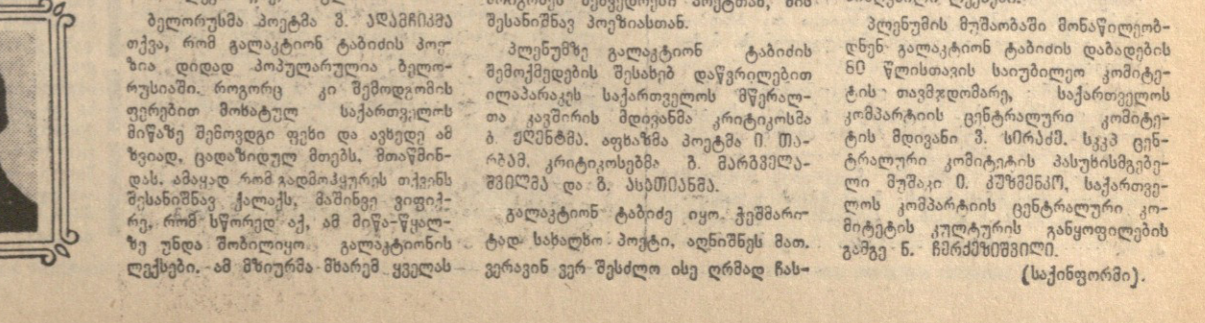 ბელორუსმა პოეტმა ვ. ადამჩიკმა
თქვა, რომ გალაკტიონ ტაბიძის პოე-
ზია დიდად პოპულარულია ბელო-
რუსიაში. როგორც კი შემოდგომის
ფერებით მოხატულ საქართველოს
მიწაზე შემოვდგი ფეხი და ავხედე ამ
ზვიად, ცადაზიდულ მთებს, მთაწმინ-
დას, ამაყად რომ გადმოჰყურებს თქვენს
შესანიშნავ ქალაქს, მაშინვე ვიფიქ-
რე, რომ სწორედ აქ, ამ მიწა-წყალ-
ზე უნდა შობილიყო გალაკტიონის
ლექსები. ამ მზიურმა მხარემ ყველას
შესანიშნავ პოეზიასთან.
პლენუმზე გალაკტიონ ტაბიძის
შემოქმედების შესახებ დაწვრილებით
ილაპარაკეს საქართველოს მწერალ-
თა კავშირის მდივანმა კრიტიკოსმა
ბ. ჟღენტმა, აფხაზმა პოეტმა ი. თა-
რბამ, კრიტიკოსებმა გ. მარგველა-
შვილმა და გ. ასათიანმა.
გალაკტიონ ტაბიძე იყო ჭეშმარი-
ტად სახალხო პოეტი, აღნიშნეს მათ.
ვერავინ ვერ შესძლო ისე ღრმად ჩას-
პლენუმის მუშაობაში მონაწილეობ-
დნენ გალაკტიონ ტაბიძის დაბადების
80 წლისთავის საიუბილეო კომიტე-
ტის თავმჯდომარე, საქართველოს
კომპარტიის ცენტრალური კომიტე-
ტის მდივანი ვ. სირაძე, სკკპ ცენ-
ტრალური კომიტეტის პასუხისმგებე-
ლი მუშაკი ი. კუზმენკო, საქართვე-
ლოს კომპარტიის ცენტრალური კო-
მიტეტის კულტურის განყოფილების
გამგე ნ. ჩერქეზიშვილი.
(საქინფორმი).